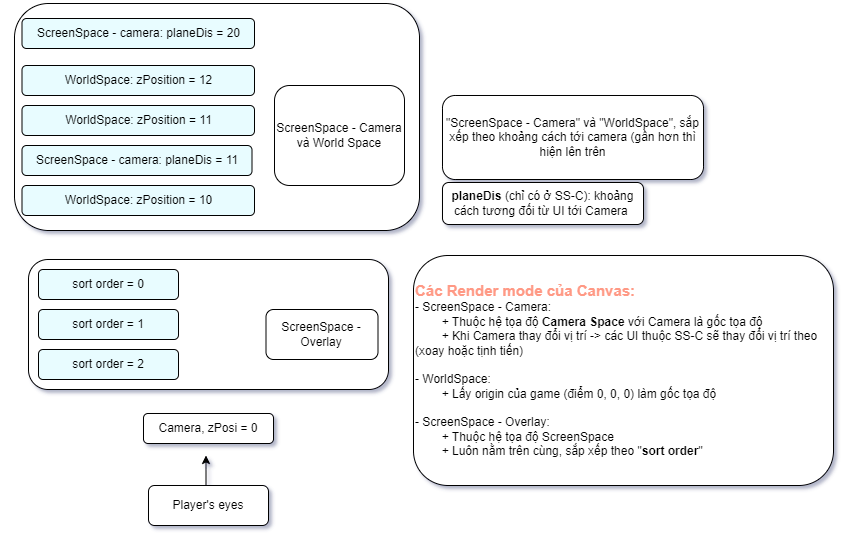 ScreenSpace - camera: planeDis = 20
WorldSpace: zPosition = 12
WorldSpace: zPosition = 11
ScreenSpace - camera: planeDis = 11
WorldSpace: zPosition = 10
ScreenSpace - Camera
và World Space
"ScreenSpace - Camera" và "WorldSpace", sắp
xếp theo khoảng cách tới camera (gần hơn thì
hiện lên trên
planeDis (chỉ có ở SS-C): khoảng
cách tương đối từ UI tới Camera
sort order = 0
sort order = 1
sort order = 2
ScreenSpace -
Overlay
Camera, zPosi = 0
Player's eyes
Các Render mode của Canvas:
- ScreenSpace - Camera:
+ Thuộc hệ tọa độ Camera Space với Camera là gốc tọa độ
+ Khi Camera thay đổi vị trí -> các UI thuộc SS-C sẽ thay đổi vị trí theo
(xoay hoặc tịnh tiến)
- WorldSpace:
+ Lấy origin của game (điểm 0, 0, 0) làm gốc tọa độ
- ScreenSpace - Overlay:
+ Thuộc hệ tọa độ ScreenSpace
+ Luôn nằm trên cùng, sắp xếp theo "sort order"